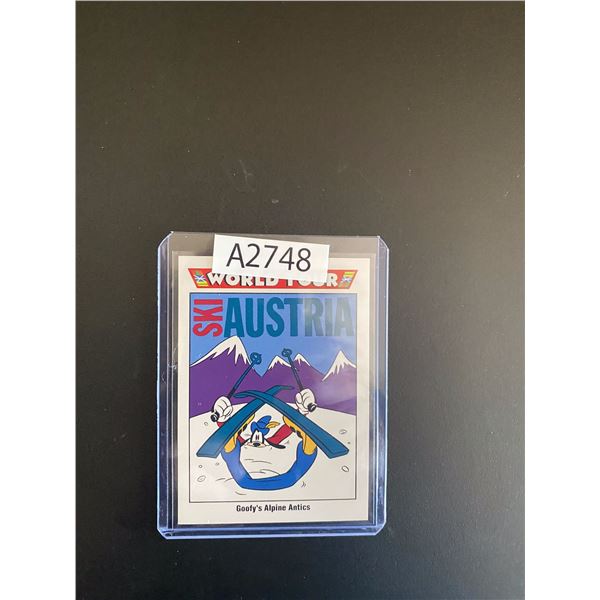 A2748
WORLD TOUR
SKI
AUSTRIA
Goofy's Alpine Antics